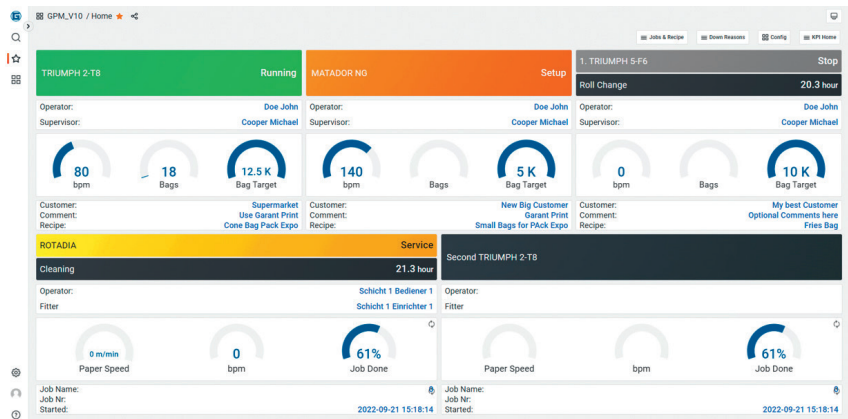 GPM_V10 / Home
Jobs & Recipe Down Reasons Config KPI Home
TRIUMPH 2-T8 Running
MATADOR NG Setup
1. TRIUMPH 5-F6 Stop
Roll Change 20.3 hour
Operator: Doe John
Supervisor: Cooper Michael
Operator: Doe John
Supervisor: Cooper Michael
Operator: Doe John
Supervisor: Cooper Michael
80 bpm
18 Bags
12.5 K Bag Target
140 bpm
Bags
5 K Bag Target
0 bpm
Bags
10 K Bag Target
Customer: Supermarket
Comment: Use Garant Print
Recipe: Cone Bag Pack Expo
Customer: New Big Customer
Comment: Garant Print
Recipe: Small Bags for PAck Expo
Customer: My best Customer
Comment: Optional Comments here
Recipe: Fries Bag
ROTADIA Service
Cleaning 21.3 hour
Second TRIUMPH 2-T8
Operator: Schicht 1 Bediener 1
Fitter Schicht 1 Einrichter 1
Operator:
Fitter
0 m/min Paper Speed
0 bpm
61% Job Done
Paper Speed
bpm
61% Job Done
Job Name:
Job Nr:
Started: 2022-09-21 15:18:14
Job Name:
Job Nr:
Started: 2022-09-21 15:18:14